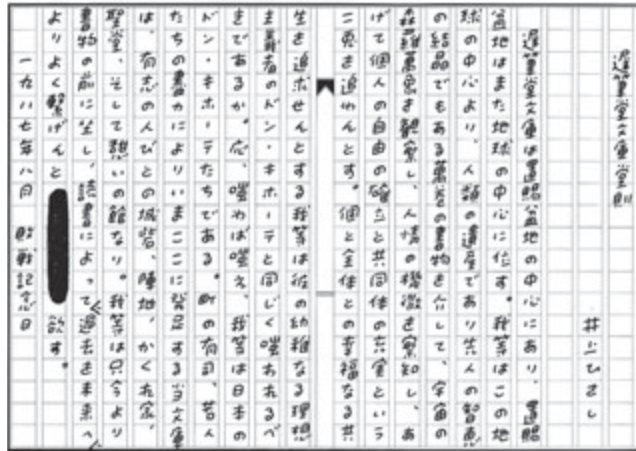 遅筆堂文庫堂則
井上ひさし
遅筆堂文庫は置賜盆地の中心にあり、置賜
盆地はまた地球の中心に位す。我等はこの地
球の中心より、人類の遺産であり先人の智恵
の結晶でもある萬巻の書物を介して、宇宙の
森羅萬象を観察し、人情の機微を察知し、あ
げて個人の自由の確立と共同体の充実という
二兎を追わんとす。個と全体との幸福なる共
生を追求せんとする我等は彼の幼稚なる理想
主義者のドン・キホーテと同じく嗤われるべ
きであるか。応、嗤わば嗤え、我等は日本の
ドン・キホーテたちである。町の有司、若人
たちの盡力によりいまここに発足する当文庫
は、有志の人びとの城砦、陣地、かくれ家、
聖堂、そして憩いの館なり。我等は只今より
書物の前に坐し、読書によって過去を未来へ
よりよく繋げんと欲す。
一九八七年八月 敗戦記念日